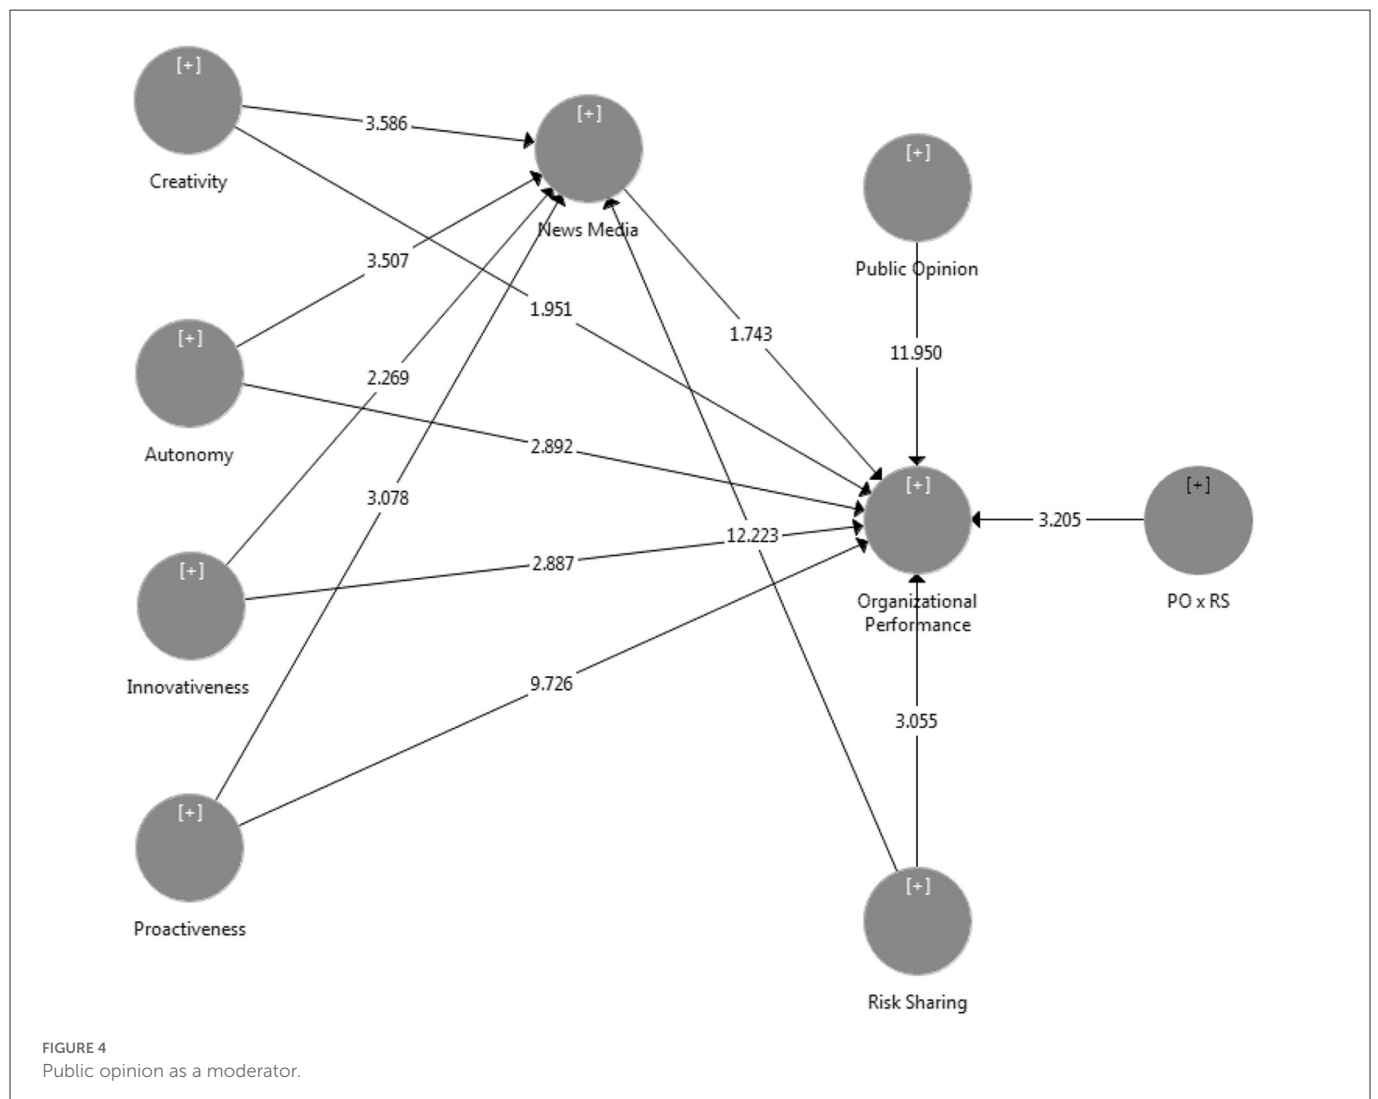 [+]
Creativity
3.586
[+]
News Media
[+]
Public Opinion
3.507
1.951
1.743
11.950
[+]
Autonomy
2.269
2.892
3.078
[+]
Organizational
Performance
3.205
[+]
PO x RS
12.223
2.887
[+]
Innovativeness
9.726
3.055
[+]
Proactiveness
[+]
Risk Sharing
FIGURE 4
Public opinion as a moderator.